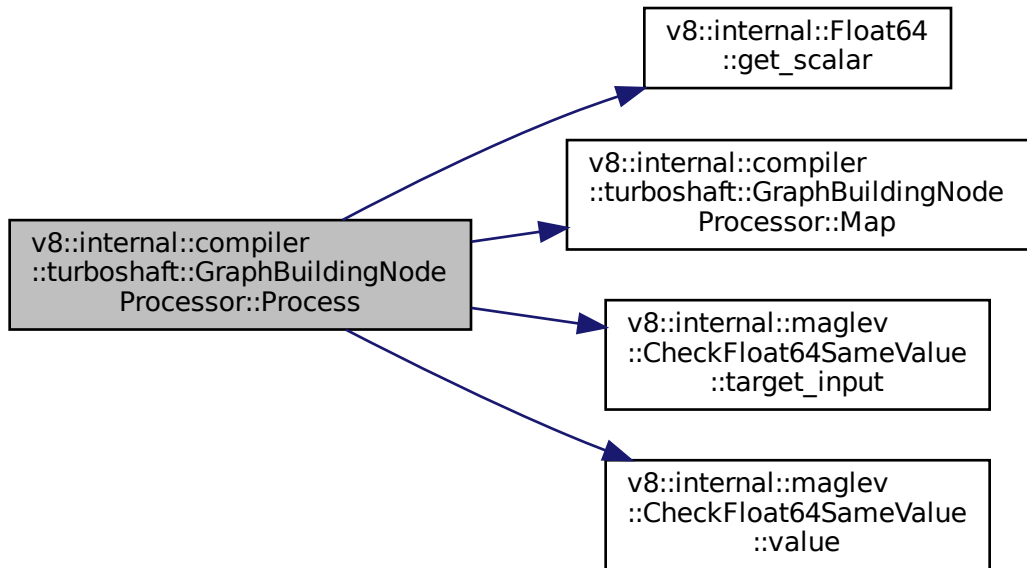 v8::internal::Float64
::get_scalar
v8::internal::compiler
::turboshaft::GraphBuildingNode
Processor::Map
v8::internal::compiler
::turboshaft::GraphBuildingNode
Processor::Process
v8::internal::maglev
::CheckFloat64SameValue
::target_input
v8::internal::maglev
::CheckFloat64SameValue
::value